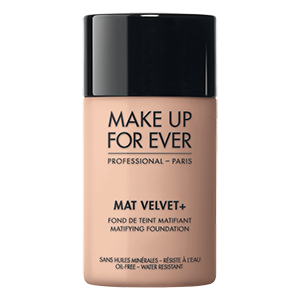 MAKE UP
FOR EVER
PROFESSIONAL – PARIS
MAT VELVET+
FOND DE TEINT MATIFIANT
MATIFYING FOUNDATION
SANS HUILES MINÉRALES – RÉSISTE À L'EAU
OIL-FREE – WATER RESISTANT